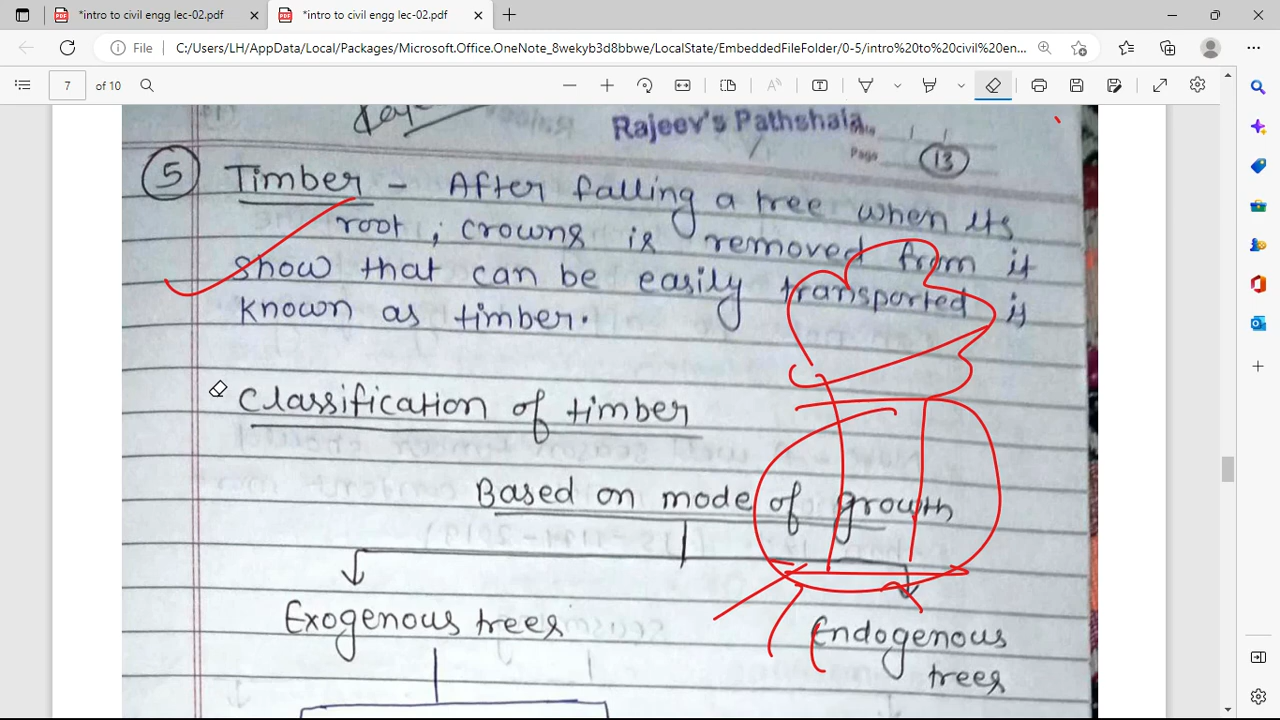 *intro to civil engg lec-02.pdf
*intro to civil engg lec-02.pdf
File
C:/Users/LH/AppData/Local/Packages/Microsoft.Office.OneNote_8wekyb3d8bbwe/LocalState/EmbeddedFileFolder/0-5/intro%20to%20civil%20en...
7 of 10
Rajeev's Pathshala
Page 13
5 Timber - After falling a tree when its
root, crowns is removed from it
show that can be easily transported is
known as timber.
Classification of timber
Based on mode of growth
Exogenous trees
Endogenous
trees